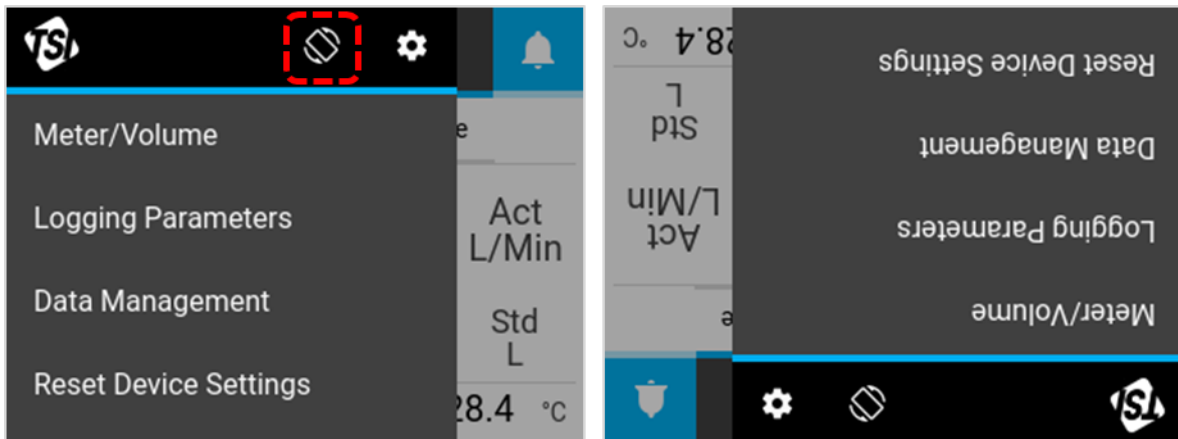 TSI
Meter/Volume
Logging Parameters
Data Management
Reset Device Settings
e
Act
L/Min
Std
L
28.4 °C
28.4 °C
Reset Device Settings
Std
L
Data Management
Act
L/Min
Logging Parameters
e
Meter/Volume
TSI